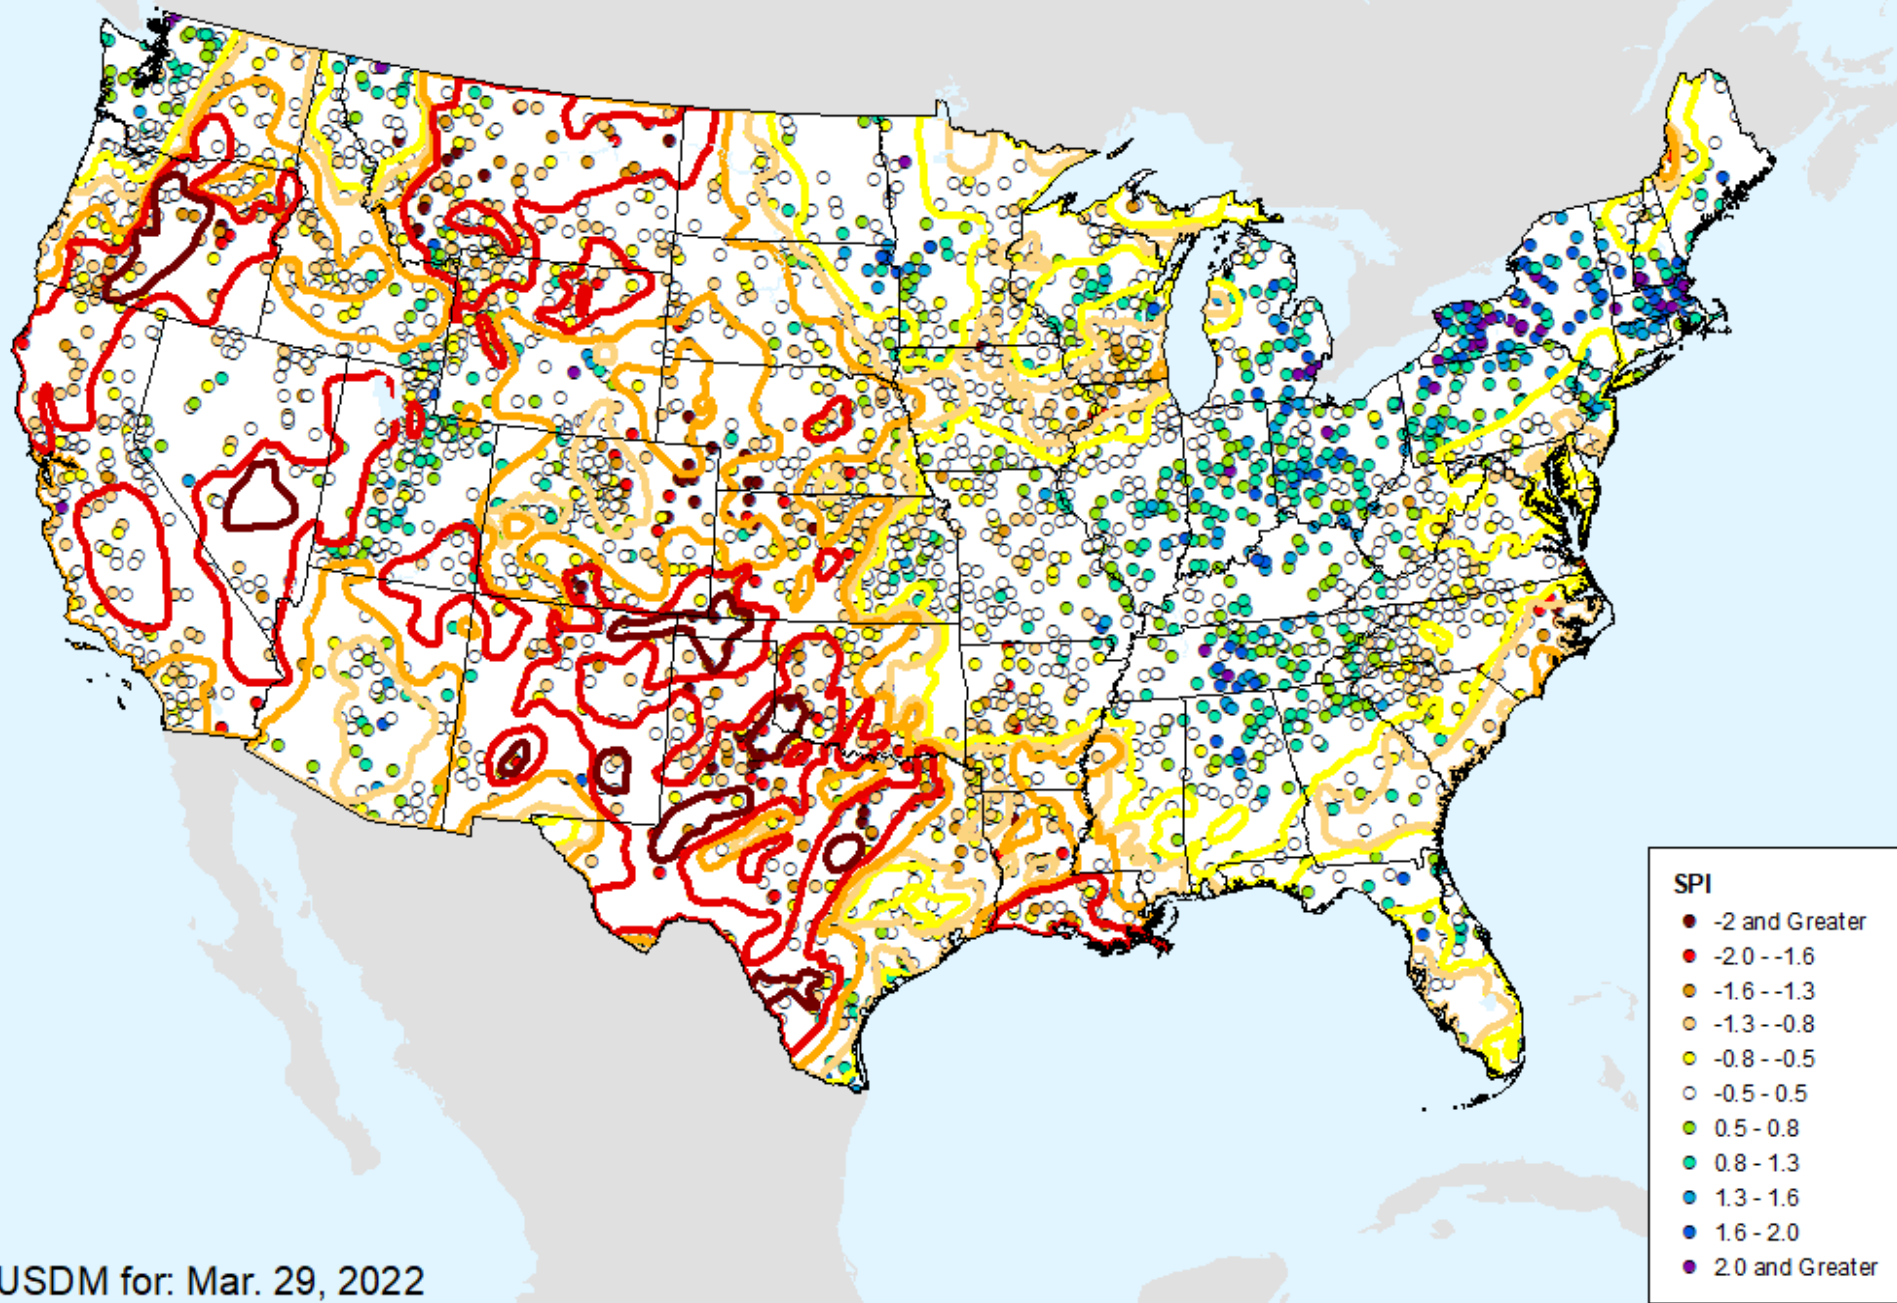 SPI
-2 and Greater
-2.0 - -1.6
-1.6 - -1.3
-1.3 - -0.8
-0.8 - -0.5
-0.5 - 0.5
0.5 - 0.8
0.8 - 1.3
1.3 - 1.6
1.6 - 2.0
2.0 and Greater
USDM for: Mar. 29, 2022